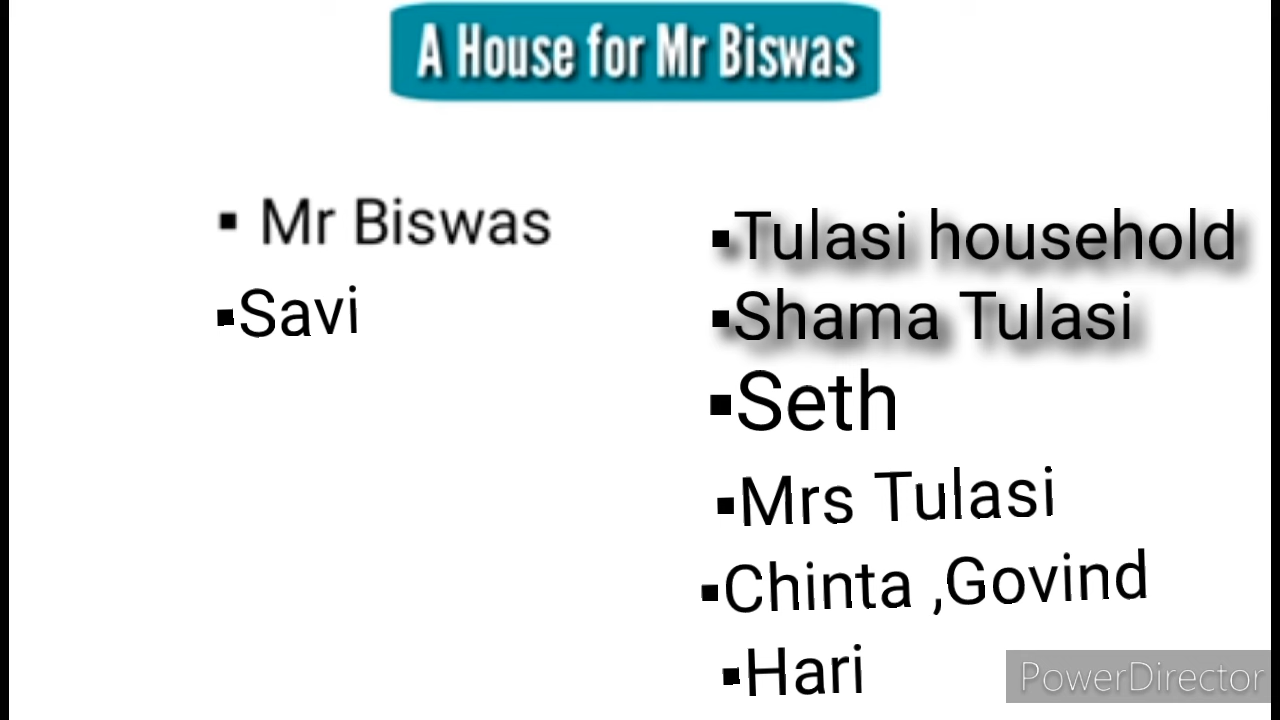 A House for Mr Biswas
▪ Mr Biswas
▪Savi
▪Tulasi household
▪Shama Tulasi
▪Seth
▪Mrs Tulasi
▪Chinta ,Govind
▪Hari
PowerDirector